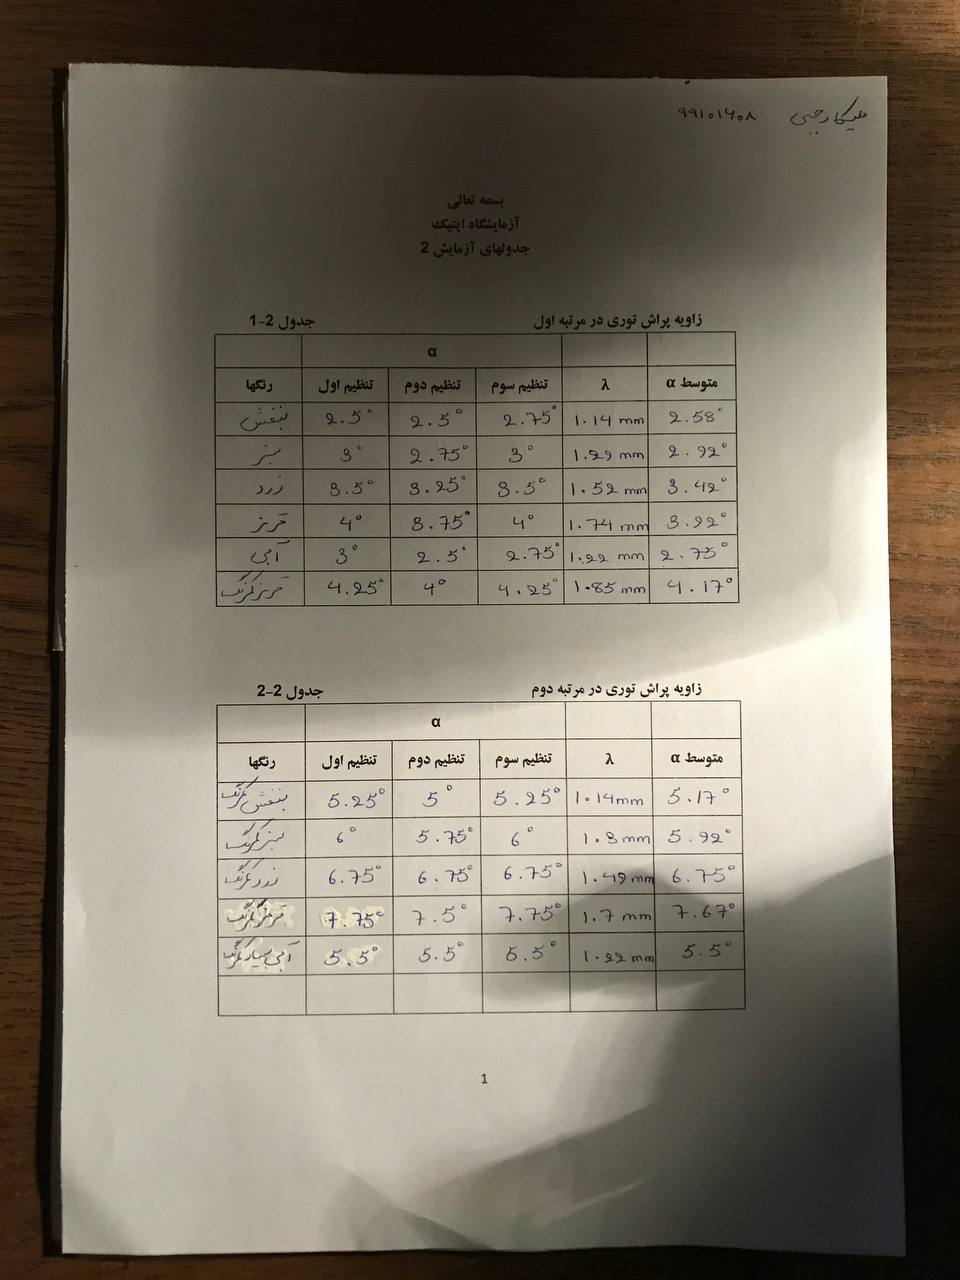 ملیکا رجبی ۹۹۱۰۱۶۰۸
بسمه تعالی
آزمایشگاه اپتیک
جدولهای آزمایش 2
زاویه پراش توری در مرتبه اول جدول 2-1
α
رنگها تنظیم اول تنظیم دوم تنظیم سوم λ متوسط α
بنفش 2.5° 2.5° 2.75° 1.14 mm 2.58°
سبز 3° 2.75° 3° 1.29 mm 2.92°
زرد 3.5° 3.25° 3.5° 1.52 mm 3.42°
قرمز 4° 3.75° 4° 1.74 mm 3.92°
آبی 3° 2.5° 2.75° 1.22 mm 2.75°
قرمز کمرنگ 4.25° 4° 4.25° 1.85 mm 4.17°
زاویه پراش توری در مرتبه دوم جدول 2-2
α
رنگها تنظیم اول تنظیم دوم تنظیم سوم λ متوسط α
بنفش کمرنگ 5.25° 5° 5.25° 1.14mm 5.17°
سبز کمرنگ 6° 5.75° 6° 1.3mm 5.92°
زرد کمرنگ 6.75° 6.75° 6.75° 1.49mm 6.75°
قرمز کمرنگ 7.75° 7.5° 7.75° 1.7 mm 7.67°
آبی بسیار کمرنگ 5.5° 5.5° 5.5° 1.22 mm 5.5°
1